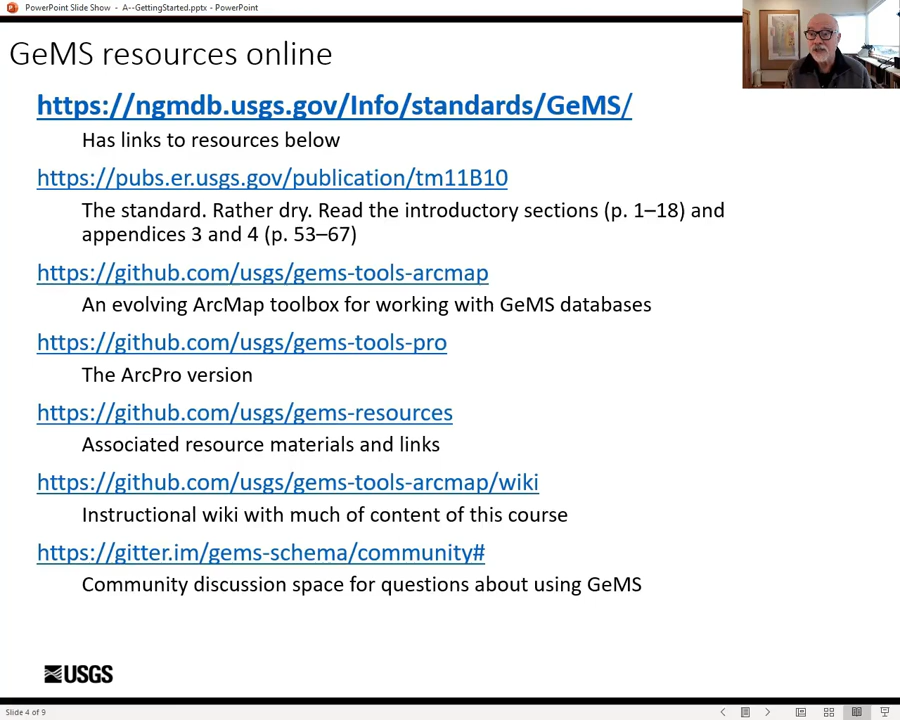 PowerPoint Slide Show - A--GettingStarted.pptx - PowerPoint
GeMS resources online
https://ngmdb.usgs.gov/Info/standards/GeMS/
Has links to resources below
https://pubs.er.usgs.gov/publication/tm11B10
The standard. Rather dry. Read the introductory sections (p. 1–18) and
appendices 3 and 4 (p. 53–67)
https://github.com/usgs/gems-tools-arcmap
An evolving ArcMap toolbox for working with GeMS databases
https://github.com/usgs/gems-tools-pro
The ArcPro version
https://github.com/usgs/gems-resources
Associated resource materials and links
https://github.com/usgs/gems-tools-arcmap/wiki
Instructional wiki with much of content of this course
https://gitter.im/gems-schema/community#
Community discussion space for questions about using GeMS
USGS
Slide 4 of 9